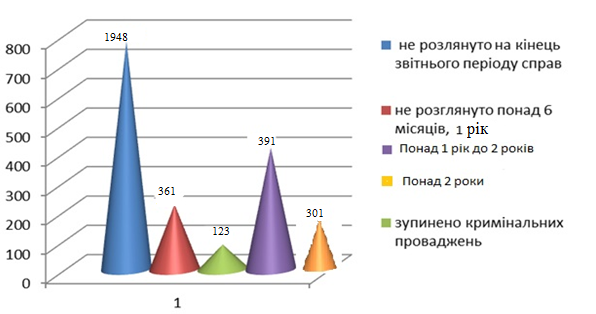 800
700
600
500
400
300
200
100
0
1948
361
123
391
301
1
не розлянуто на кінець
звітнього періоду справ
не розглянуто понад 6
місяців, 1 рік
Понад 1 рік до 2 років
Понад 2 роки
зупинено кримінальних
проваджень